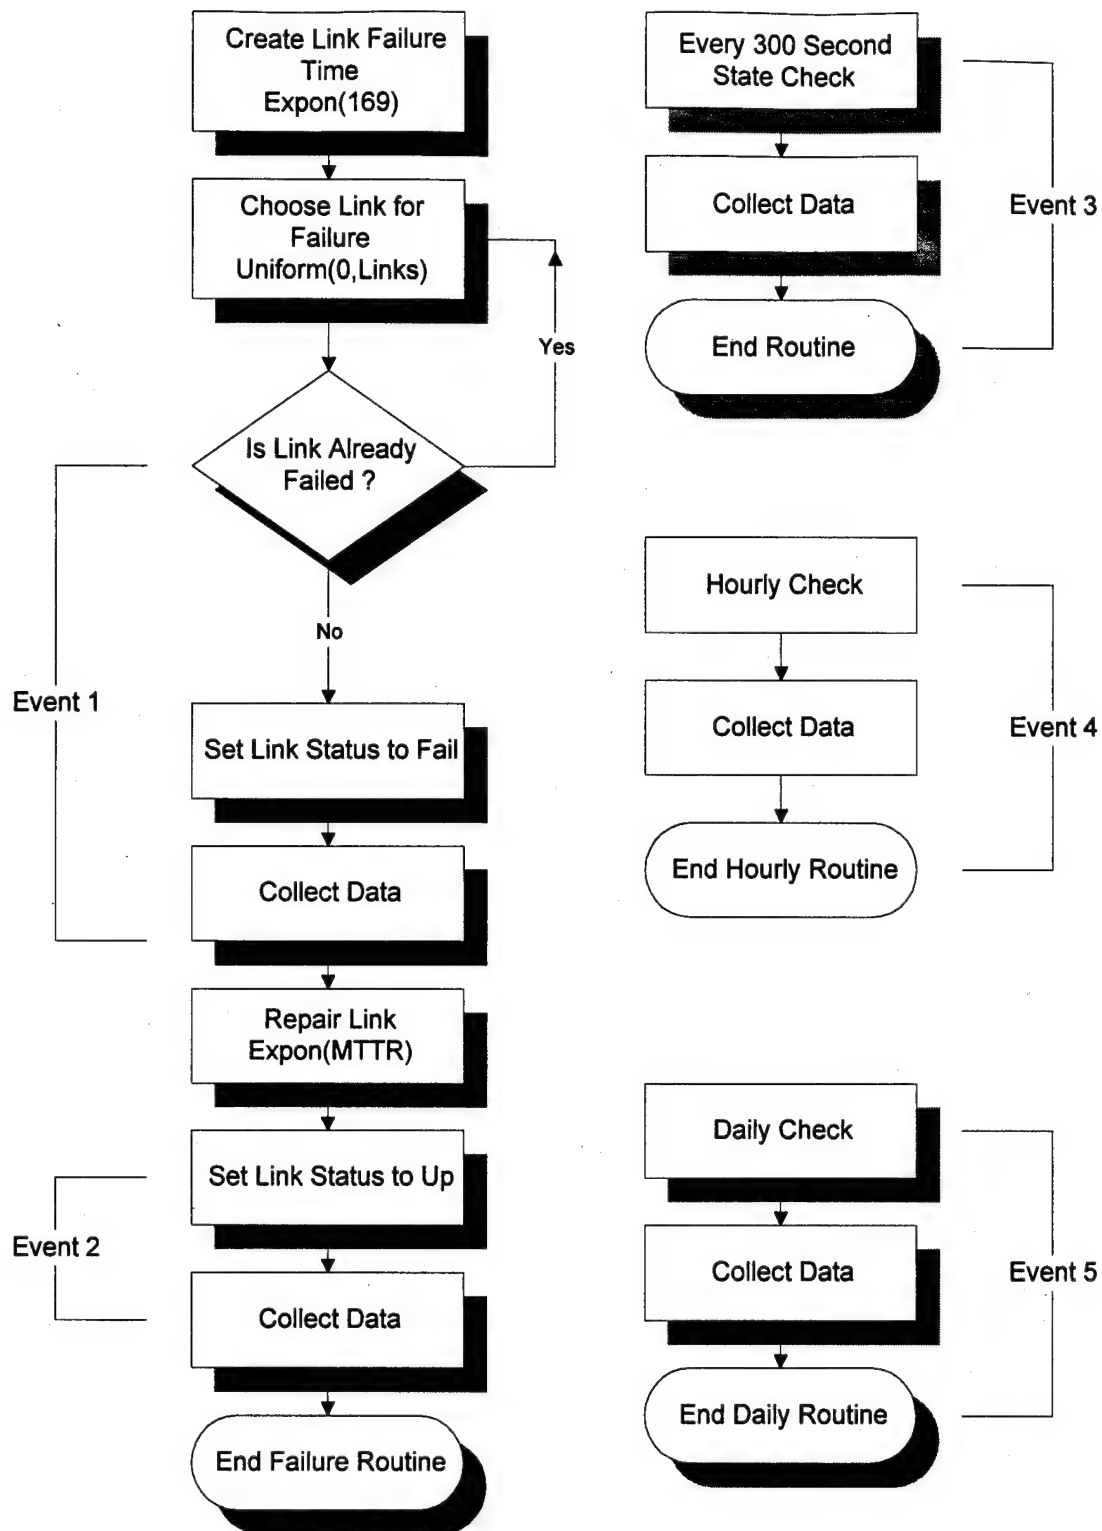 Create Link Failure
Time
Expon(169)
Choose Link for
Failure
Uniform(0,Links)
Yes
Is Link Already
Failed ?
No
Event 1
Set Link Status to Fail
Collect Data
Repair Link
Expon(MTTR)
Set Link Status to Up
Event 2
Collect Data
End Failure Routine
Every 300 Second
State Check
Collect Data
Event 3
End Routine
Hourly Check
Collect Data
Event 4
End Hourly Routine
Daily Check
Collect Data
Event 5
End Daily Routine